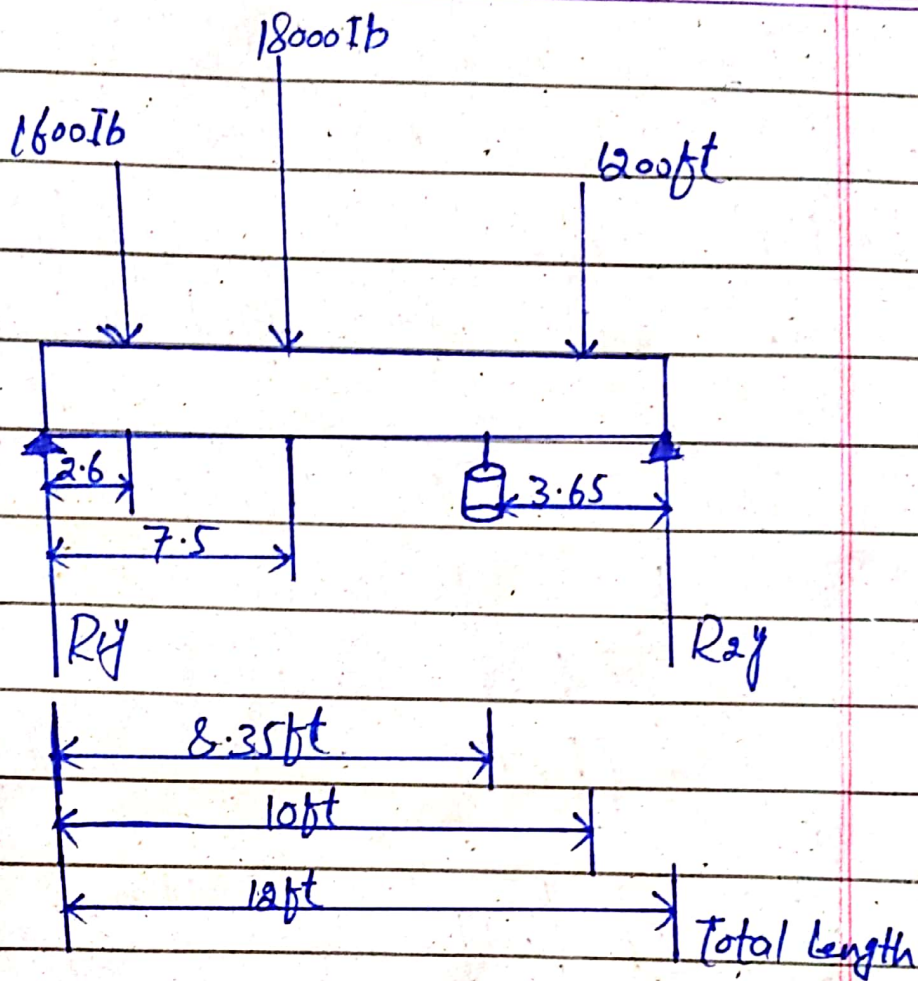 18000Ib
1600Ib
1200ft
2.6
3.65
7.5
R1y
R2y
8.35ft
10ft
12ft
Total Length